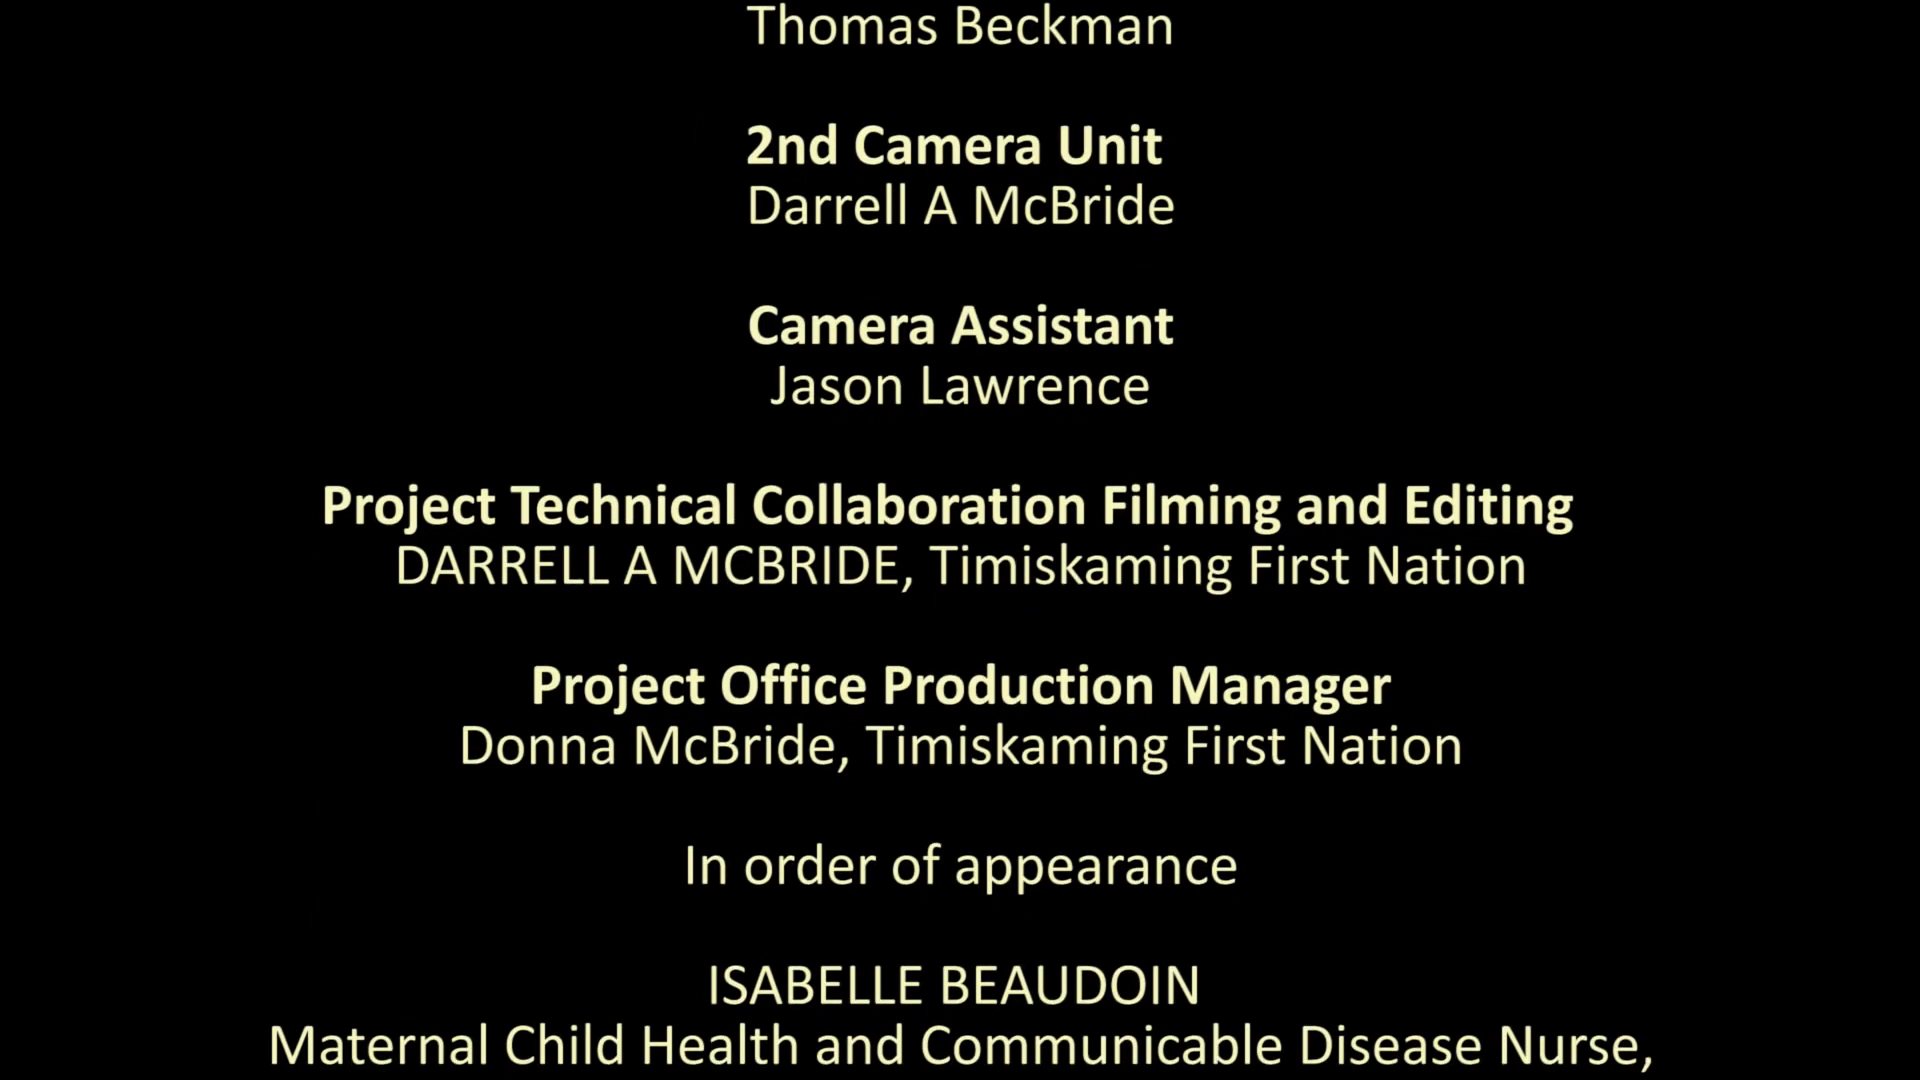 Thomas Beckman
2nd Camera Unit
Darrell A McBride
Camera Assistant
Jason Lawrence
Project Technical Collaboration Filming and Editing
DARRELL A MCBRIDE, Timiskaming First Nation
Project Office Production Manager
Donna McBride, Timiskaming First Nation
In order of appearance
ISABELLE BEAUDOIN
Maternal Child Health and Communicable Disease Nurse,